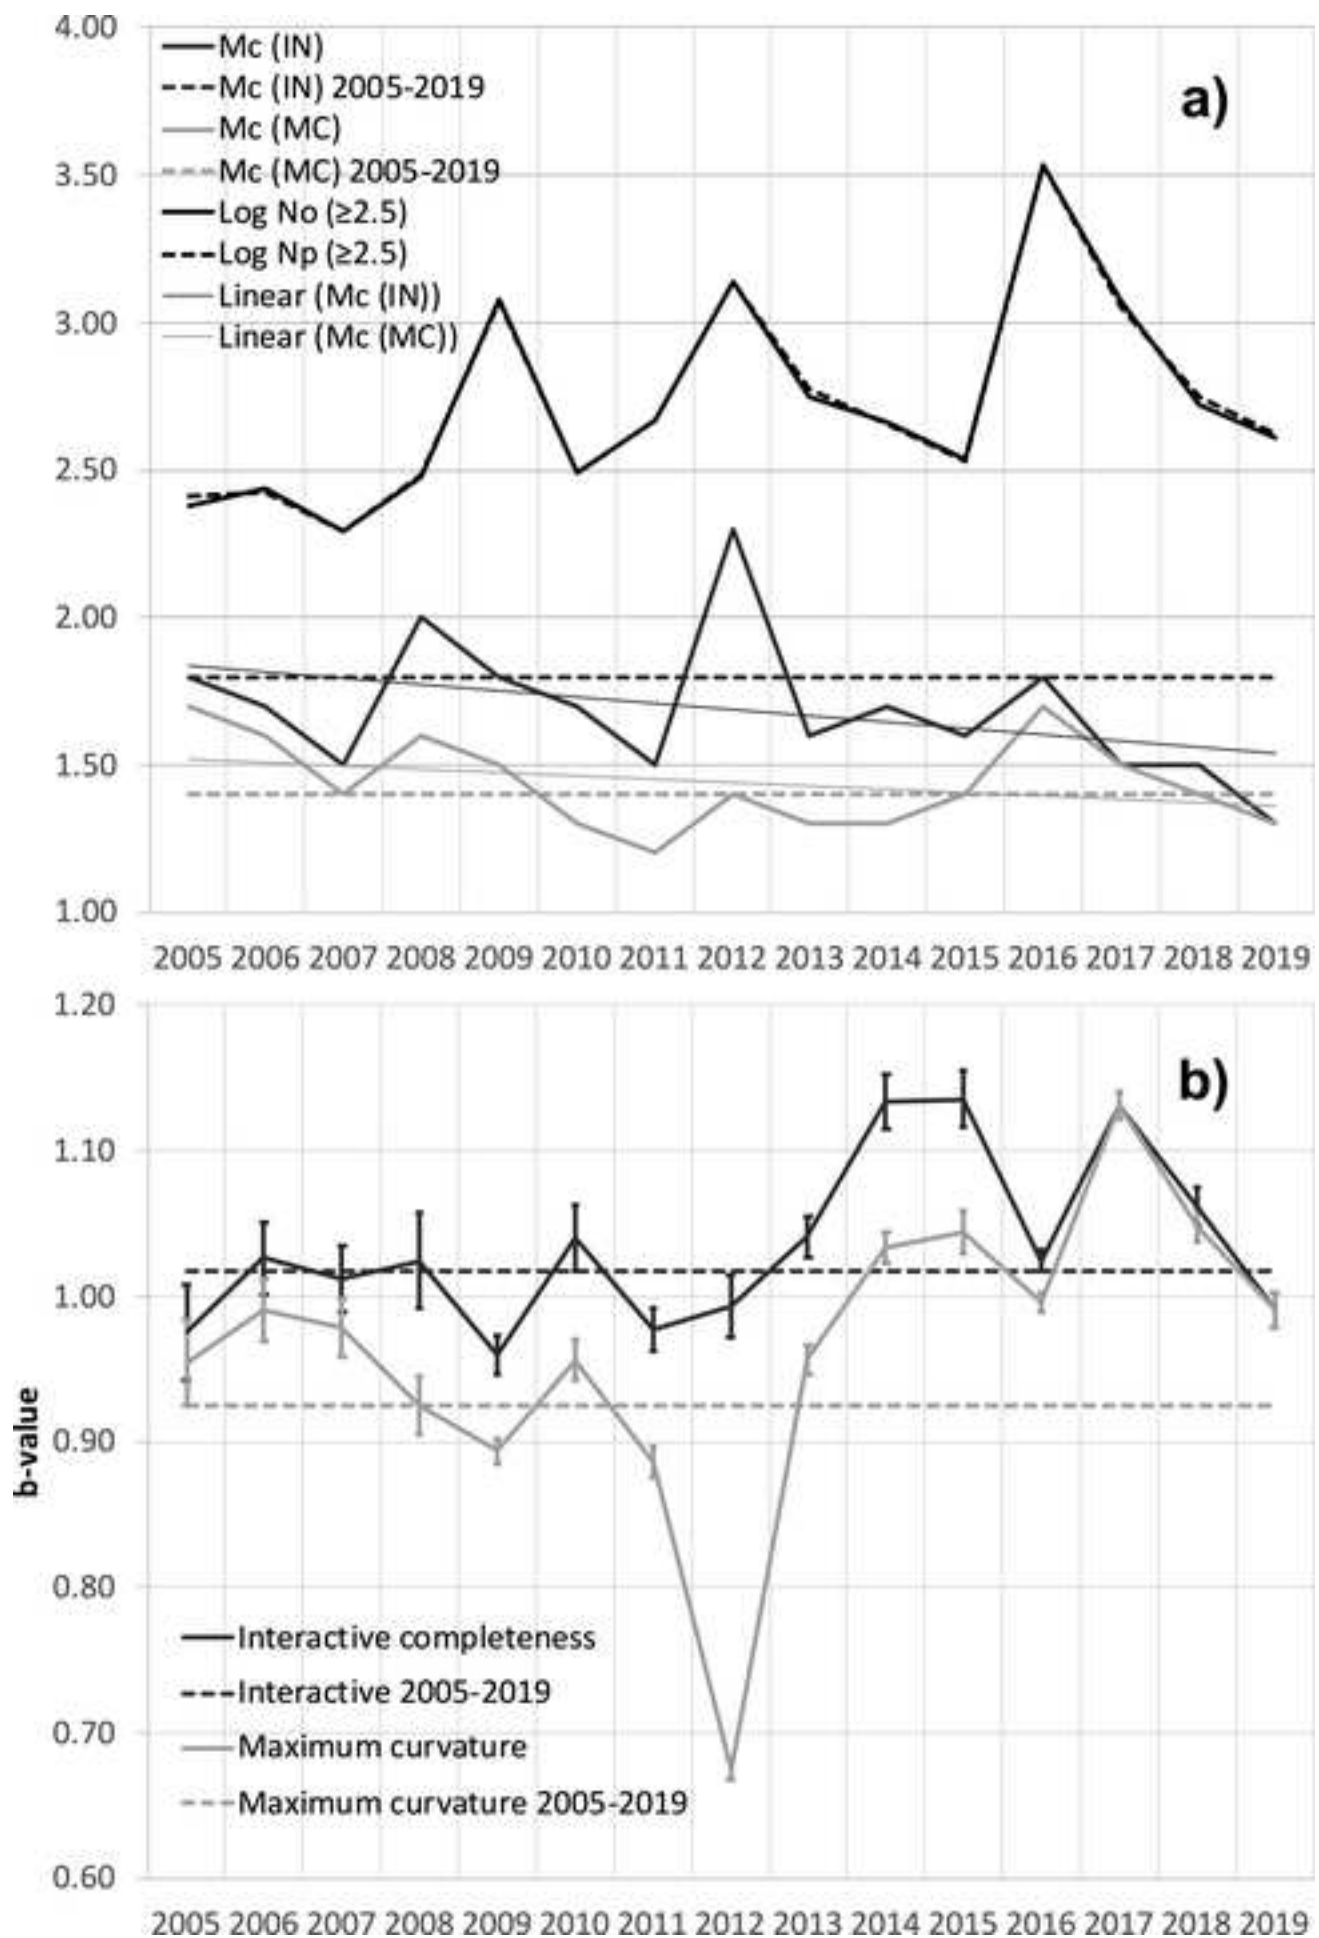 4.00
Mc (IN)
Mc (IN) 2005-2019
a)
Mc (MC)
3.50
Mc (MC) 2005-2019
Log No (≥2.5)
Log Np (≥2.5)
Linear (Mc (IN))
3.00
Linear (Mc (MC))
2.50
2.00
1.50
1.00
2005 2006 2007 2008 2009 2010 2011 2012 2013 2014 2015 2016 2017 2018 2019
1.20
b)
1.10
1.00
0.90
b-value
0.80
Interactive completeness
Interactive 2005-2019
0.70
Maximum curvature
Maximum curvature 2005-2019
0.60
2005 2006 2007 2008 2009 2010 2011 2012 2013 2014 2015 2016 2017 2018 2019